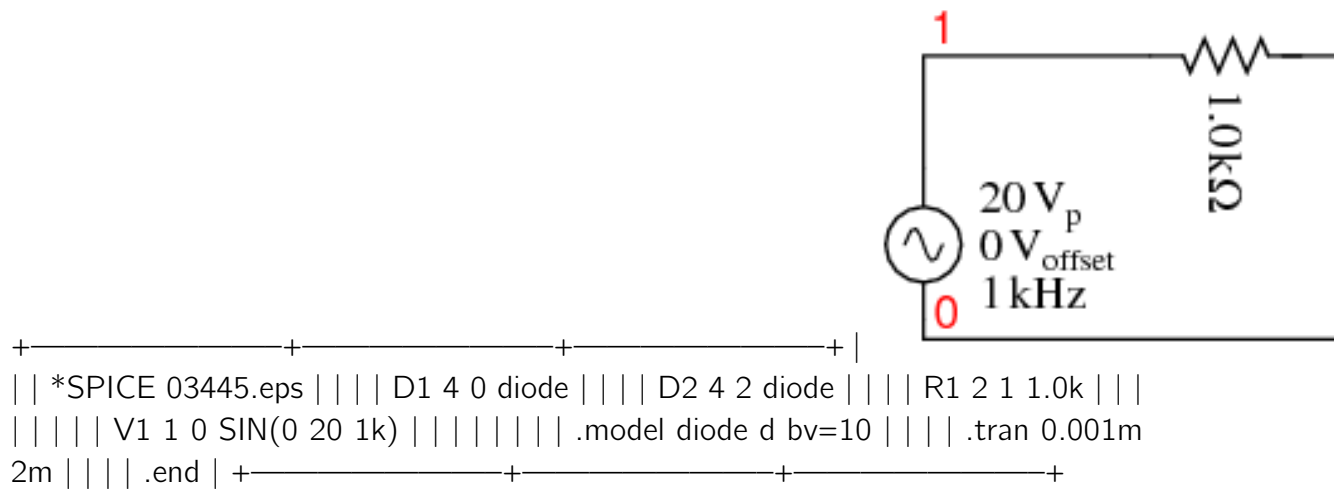 1
1.0kΩ
20 Vp
0 Voffset
1 kHz
0
+——————————————+——————————————+——————————————+ |
| | *SPICE 03445.eps | | | | D1 4 0 diode | | | | D2 4 2 diode | | | | R1 2 1 1.0k | | |
| | | | | V1 1 0 SIN(0 20 1k) | | | | | | | | .model diode d bv=10 | | | | .tran 0.001m
2m | | | | .end | +——————————————+——————————————+——————————————+